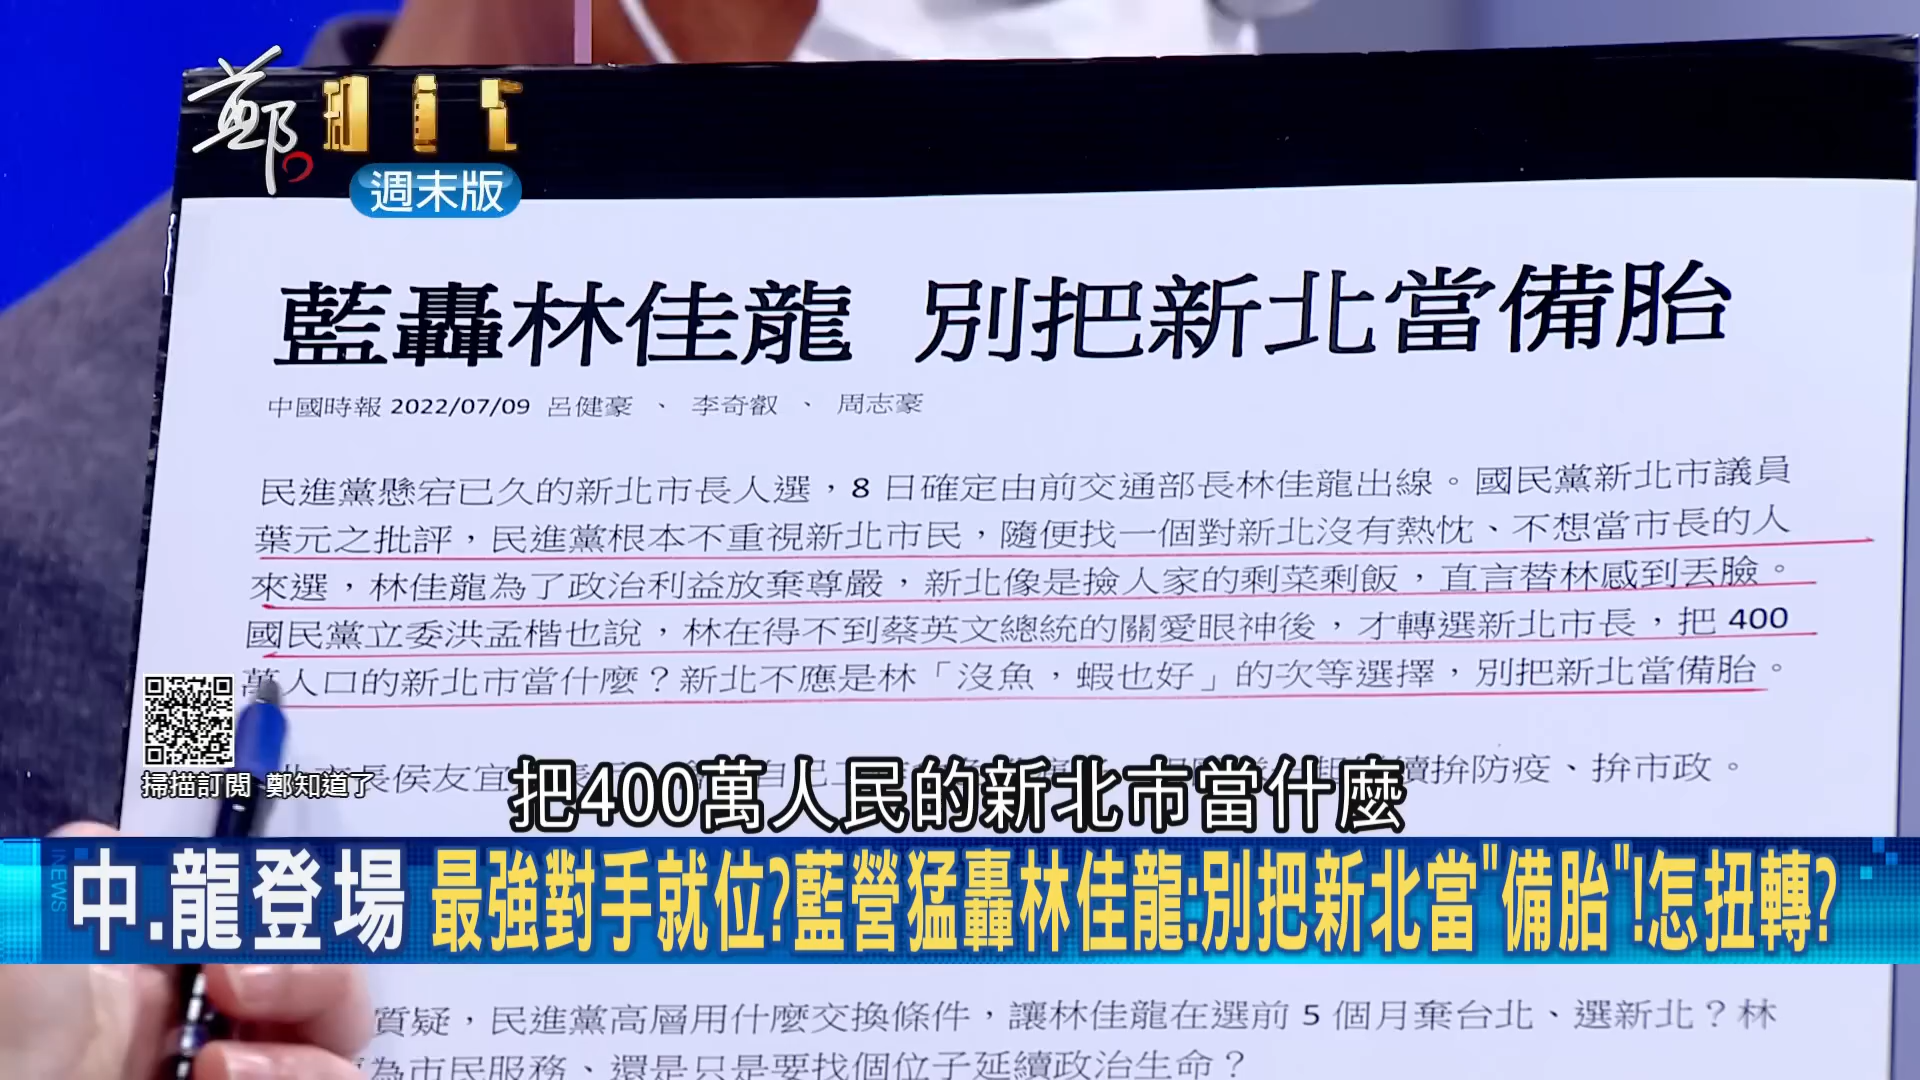 鄭知道了
週末版
藍轟林佳龍 別把新北當備胎
中國時報 2022/07/09 呂健豪 、 李奇叡 、 周志豪
民進黨懸宕已久的新北市長人選，8 日確定由前交通部長林佳龍出線。國民黨新北市議員
葉元之批評，民進黨根本不重視新北市民，隨便找一個對新北沒有熱忱、不想當市長的人
來選，林佳龍為了政治利益放棄尊嚴，新北像是撿人家的剩菜剩飯，直言替林感到丟臉。
國民黨立委洪孟楷也說，林在得不到蔡英文總統的關愛眼神後，才轉選新北市長，把 400
萬人口的新北市當什麼？新北不應是林「沒魚，蝦也好」的次等選擇，別把新北當備胎。
長侯友宜 自己 續拚防疫、拚市政。
掃描訂閱 鄭知道了
把400萬人民的新北市當什麼
iNEWS
中.龍登場 最強對手就位?藍營猛轟林佳龍:別把新北當"備胎"!怎扭轉?
質疑，民進黨高層用什麼交換條件，讓林佳龍在選前 5 個月棄台北、選新北？林
為市民服務、還是只是要找個位子延續政治生命？